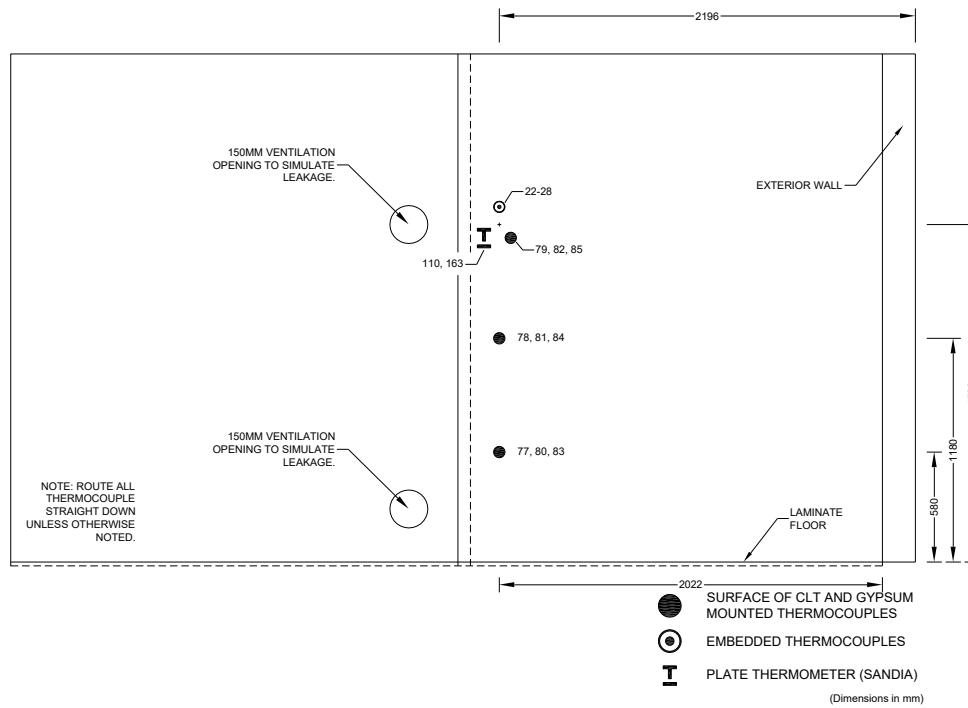 2196
150MM VENTILATION
OPENING TO SIMULATE
LEAKAGE.
EXTERIOR WALL
22-28
79, 82, 85
110, 163
78, 81, 84
150MM VENTILATION
OPENING TO SIMULATE
LEAKAGE.
77, 80, 83
1180
580
NOTE: ROUTE ALL
THERMOCOUPLE
STRAIGHT DOWN
UNLESS OTHERWISE
NOTED.
LAMINATE
FLOOR
2022
SURFACE OF CLT AND GYPSUM
MOUNTED THERMOCOUPLES
EMBEDDED THERMOCOUPLES
PLATE THERMOMETER (SANDIA)
(Dimensions in mm)